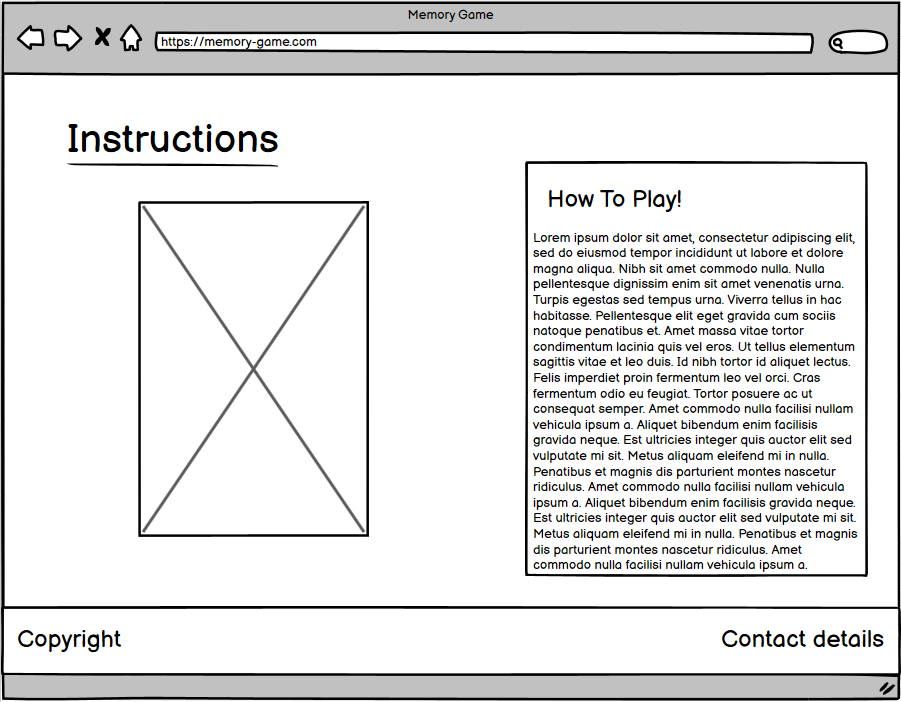 Memory Game
https://memory-game.com
Instructions
How To Play!
Lorem ipsum dolor sit amet, consectetur adipiscing elit,
sed do eiusmod tempor incididunt ut labore et dolore
magna aliqua. Nibh sit amet commodo nulla. Nulla
pellentesque dignissim enim sit amet venenatis urna.
Turpis egestas sed tempus urna. Viverra tellus in hac
habitasse. Pellentesque elit eget gravida cum sociis
natoque penatibus et. Amet massa vitae tortor
condimentum lacinia quis vel eros. Ut tellus elementum
sagittis vitae et leo duis. Id nibh tortor id aliquet lectus.
Felis imperdiet proin fermentum leo vel orci. Cras
fermentum odio eu feugiat. Tortor posuere ac ut
consequat semper. Amet commodo nulla facilisi nullam
vehicula ipsum a. Aliquet bibendum enim facilisis
gravida neque. Est ultricies integer quis auctor elit sed
vulputate mi sit. Metus aliquam eleifend mi in nulla.
Penatibus et magnis dis parturient montes nascetur
ridiculus. Amet commodo nulla facilisi nullam vehicula
ipsum a. Aliquet bibendum enim facilisis gravida neque.
Est ultricies integer quis auctor elit sed vulputate mi sit.
Metus aliquam eleifend mi in nulla. Penatibus et magnis
dis parturient montes nascetur ridiculus. Amet
commodo nulla facilisi nullam vehicula ipsum a.
Copyright
Contact details